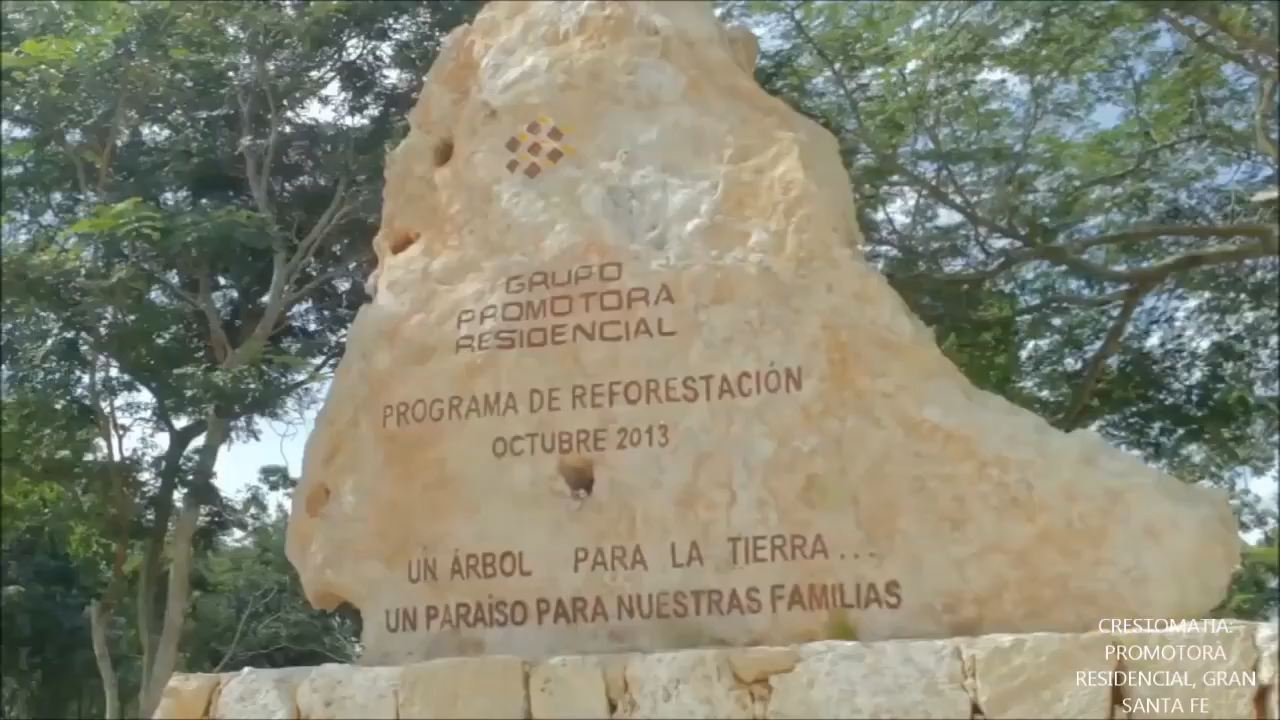 GRUPO
PROMOTORA
RESIDENCIAL
PROGRAMA DE REFORESTACIÓN
OCTUBRE 2013
UN ÁRBOL PARA LA TIERRA...
UN PARAÍSO PARA NUESTRAS FAMILIAS
CRESTOMATIA:
PROMOTORA
RESIDENCIAL, GRAN
SANTA FE